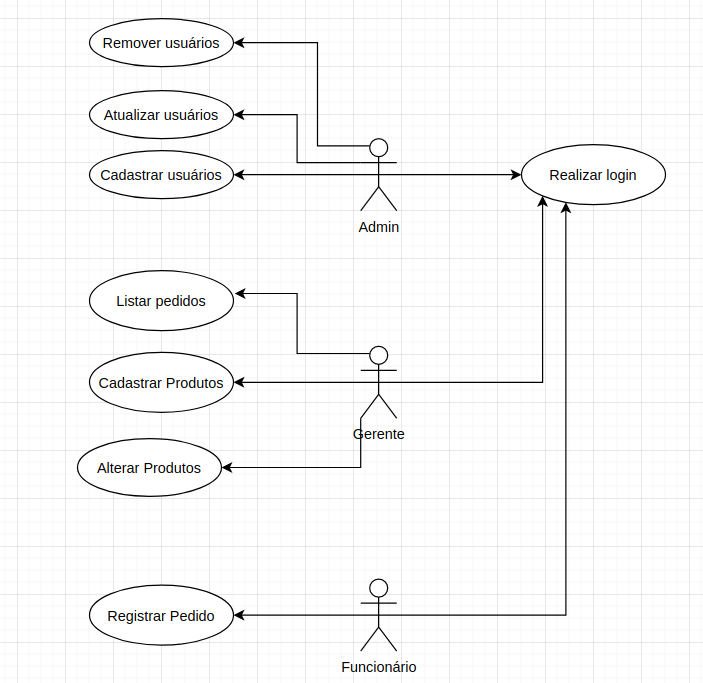 Remover usuários
Atualizar usuários
Cadastrar usuários
Realizar login
Admin
Listar pedidos
Cadastrar Produtos
Gerente
Alterar Produtos
Registrar Pedido
Funcionário